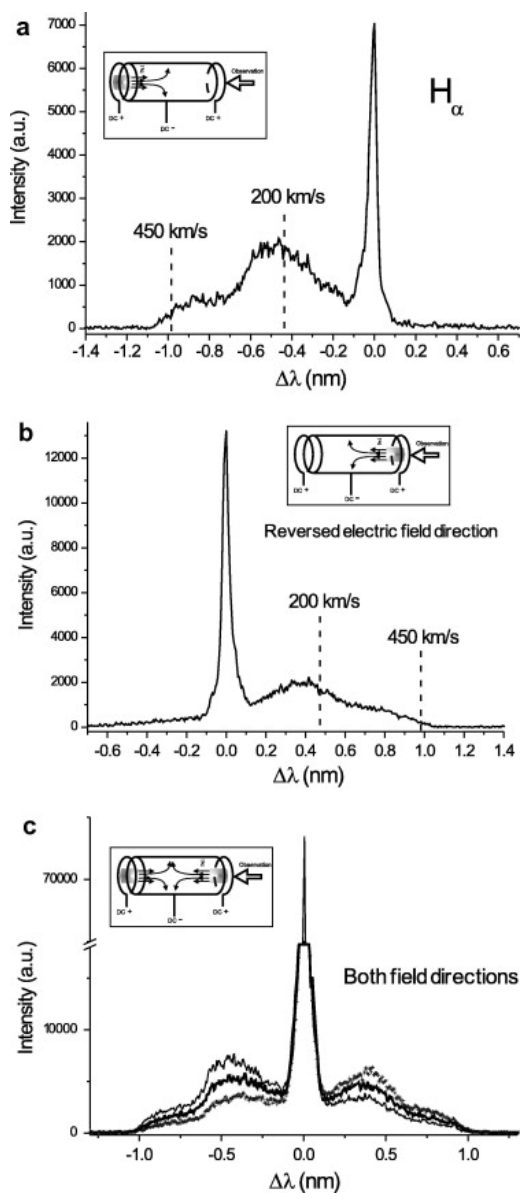 a
Intensity (a.u.)
7000
6000
5000
4000
3000
2000
1000
0
Observation
DC +
DC -
DC +
Hα
450 km/s
200 km/s
-1.4 -1.2 -1.0 -0.8 -0.6 -0.4 -0.2 0.0 0.2 0.4 0.6
Δλ (nm)
b
Intensity (a.u.)
12000
10000
8000
6000
4000
2000
0
Observation
DC +
DC -
DC +
Reversed electric field direction
200 km/s
450 km/s
-0.6 -0.4 -0.2 0.0 0.2 0.4 0.6 0.8 1.0 1.2 1.4
Δλ (nm)
c
Intensity (a.u.)
70000
10000
0
Observation
DC +
DC -
DC +
Both field directions
-1.0 -0.5 0.0 0.5 1.0
Δλ (nm)